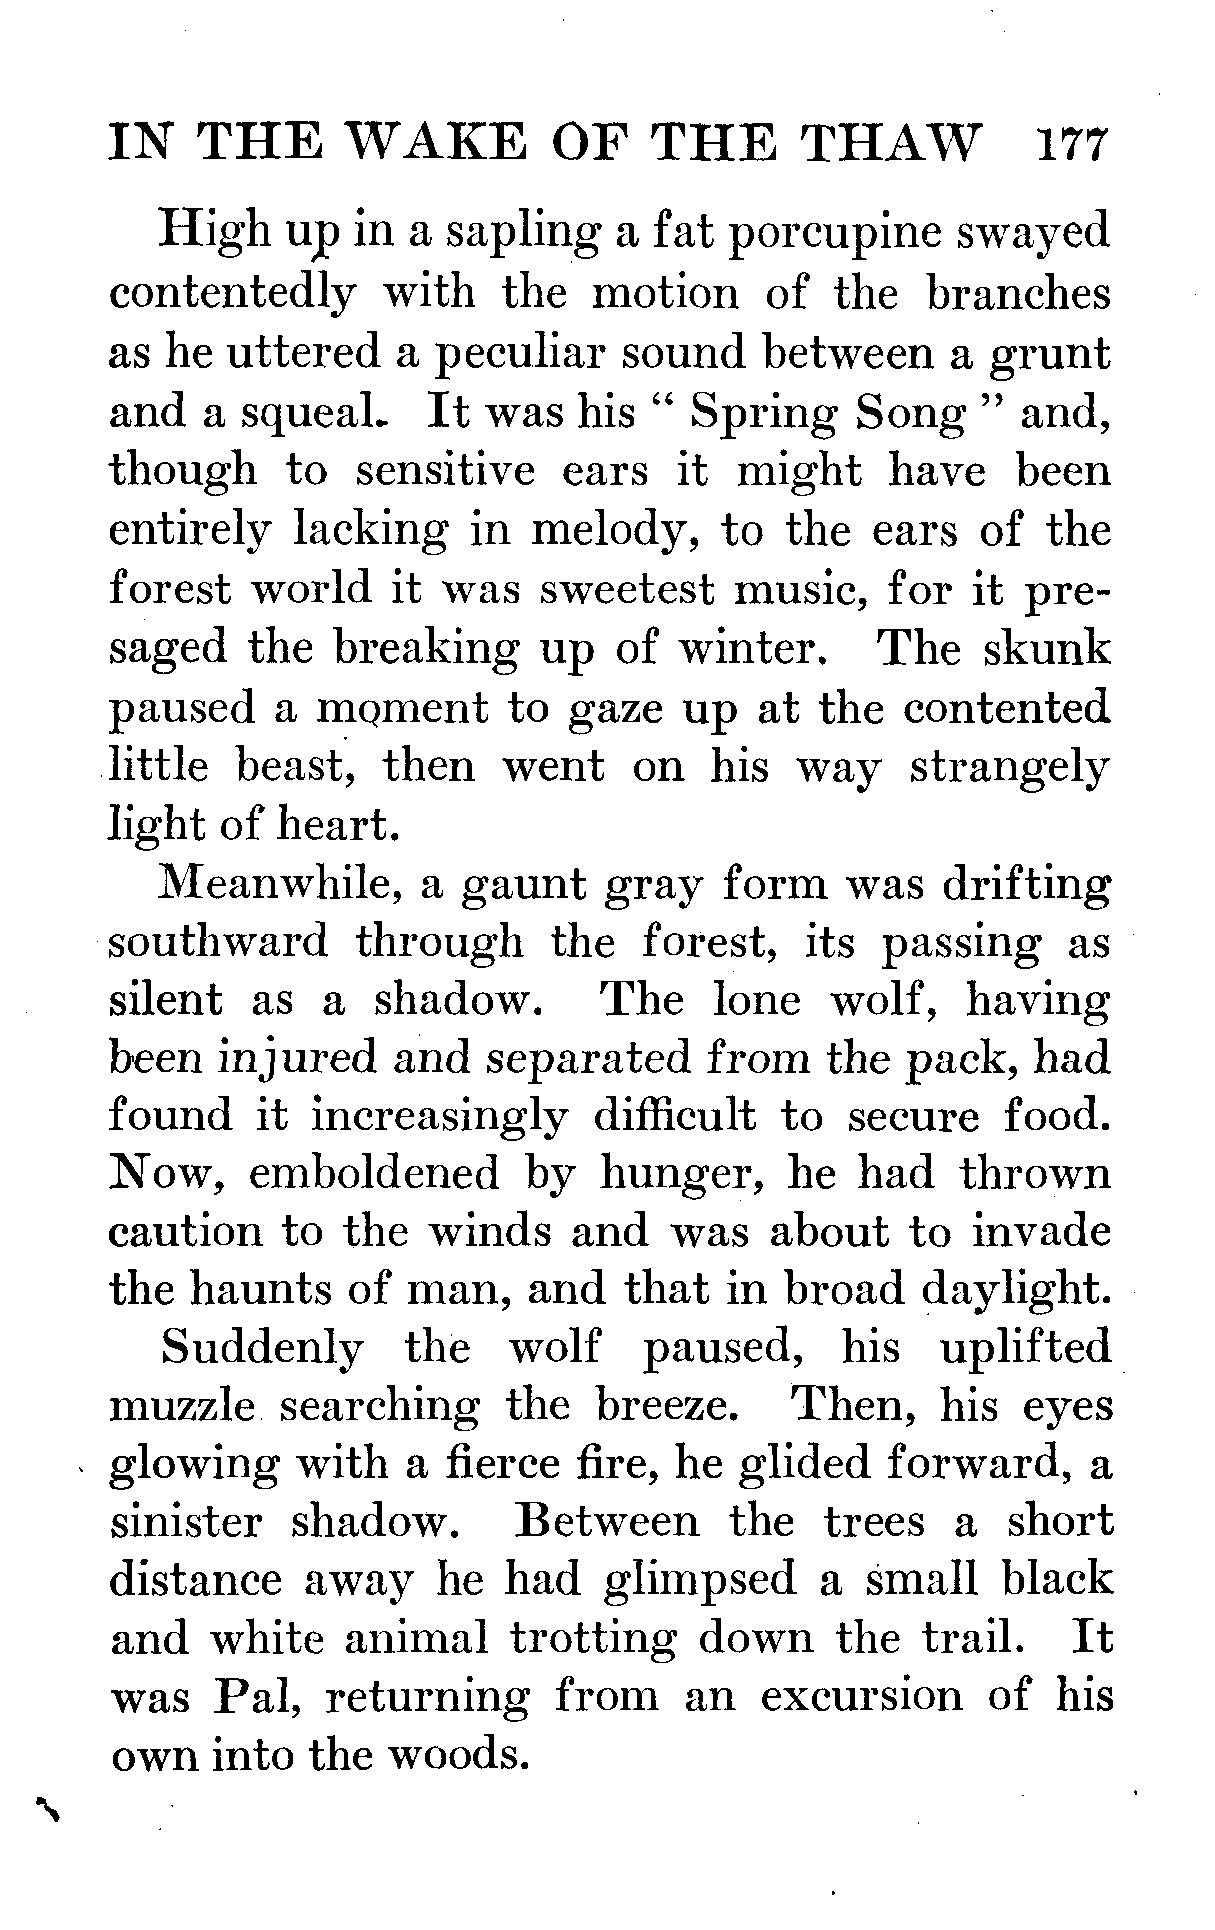 IN THE WAKE OF THE THAW 177
High up in a sapling a fat porcupine swayed
contentedly with the motion of the branches
as he uttered a peculiar sound between a grunt
and a squeal. It was his “ Spring Song ” and,
though to sensitive ears it might have been
entirely lacking in melody, to the ears of the
forest world it was sweetest music, for it pre-
saged the breaking up of winter. The skunk
paused a moment to gaze up at the contented
little beast, then went on his way strangely
light of heart.
Meanwhile, a gaunt gray form was drifting
southward through the forest, its passing as
silent as a shadow. The lone wolf, having
been injured and separated from the pack, had
found it increasingly difficult to secure food.
Now, emboldened by hunger, he had thrown
caution to the winds and was about to invade
the haunts of man, and that in broad daylight.
Suddenly the wolf paused, his uplifted
muzzle searching the breeze. Then, his eyes
glowing with a fierce fire, he glided forward, a
sinister shadow. Between the trees a short
distance away he had glimpsed a small black
and white animal trotting down the trail. It
was Pal, returning from an excursion of his
own into the woods.